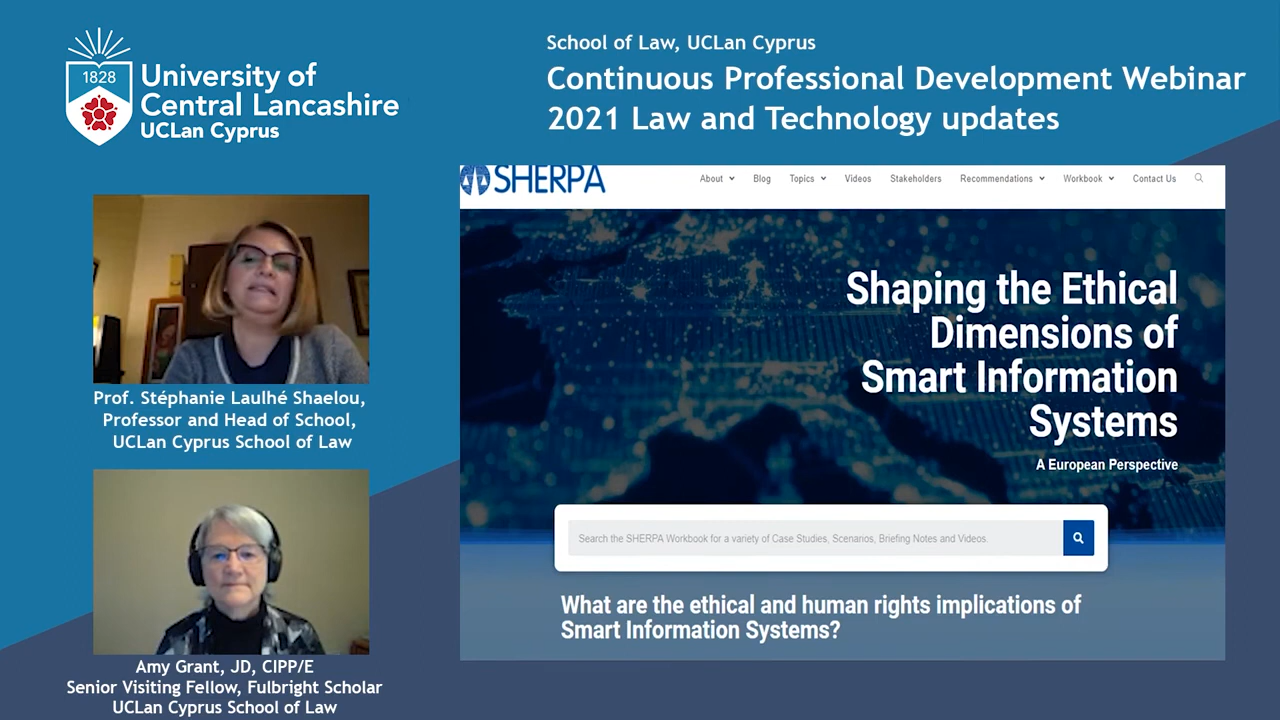 1828
University of
Central Lancashire
UCLan Cyprus
School of Law, UCLan Cyprus
Continuous Professional Development Webinar
2021 Law and Technology updates
Prof. Stéphanie Laulhé Shaelou,
Professor and Head of School,
UCLan Cyprus School of Law
Amy Grant, JD, CIPP/E
Senior Visiting Fellow, Fulbright Scholar
UCLan Cyprus School of Law
SHERPA
About Blog Topics Videos Stakeholders Recommendations Workbook Contact Us
Shaping the Ethical
Dimensions of
Smart Information
Systems
A European Perspective
Search the SHERPA Workbook for a variety of Case Studies, Scenarios, Briefing Notes and Videos.
What are the ethical and human rights implications of
Smart Information Systems?